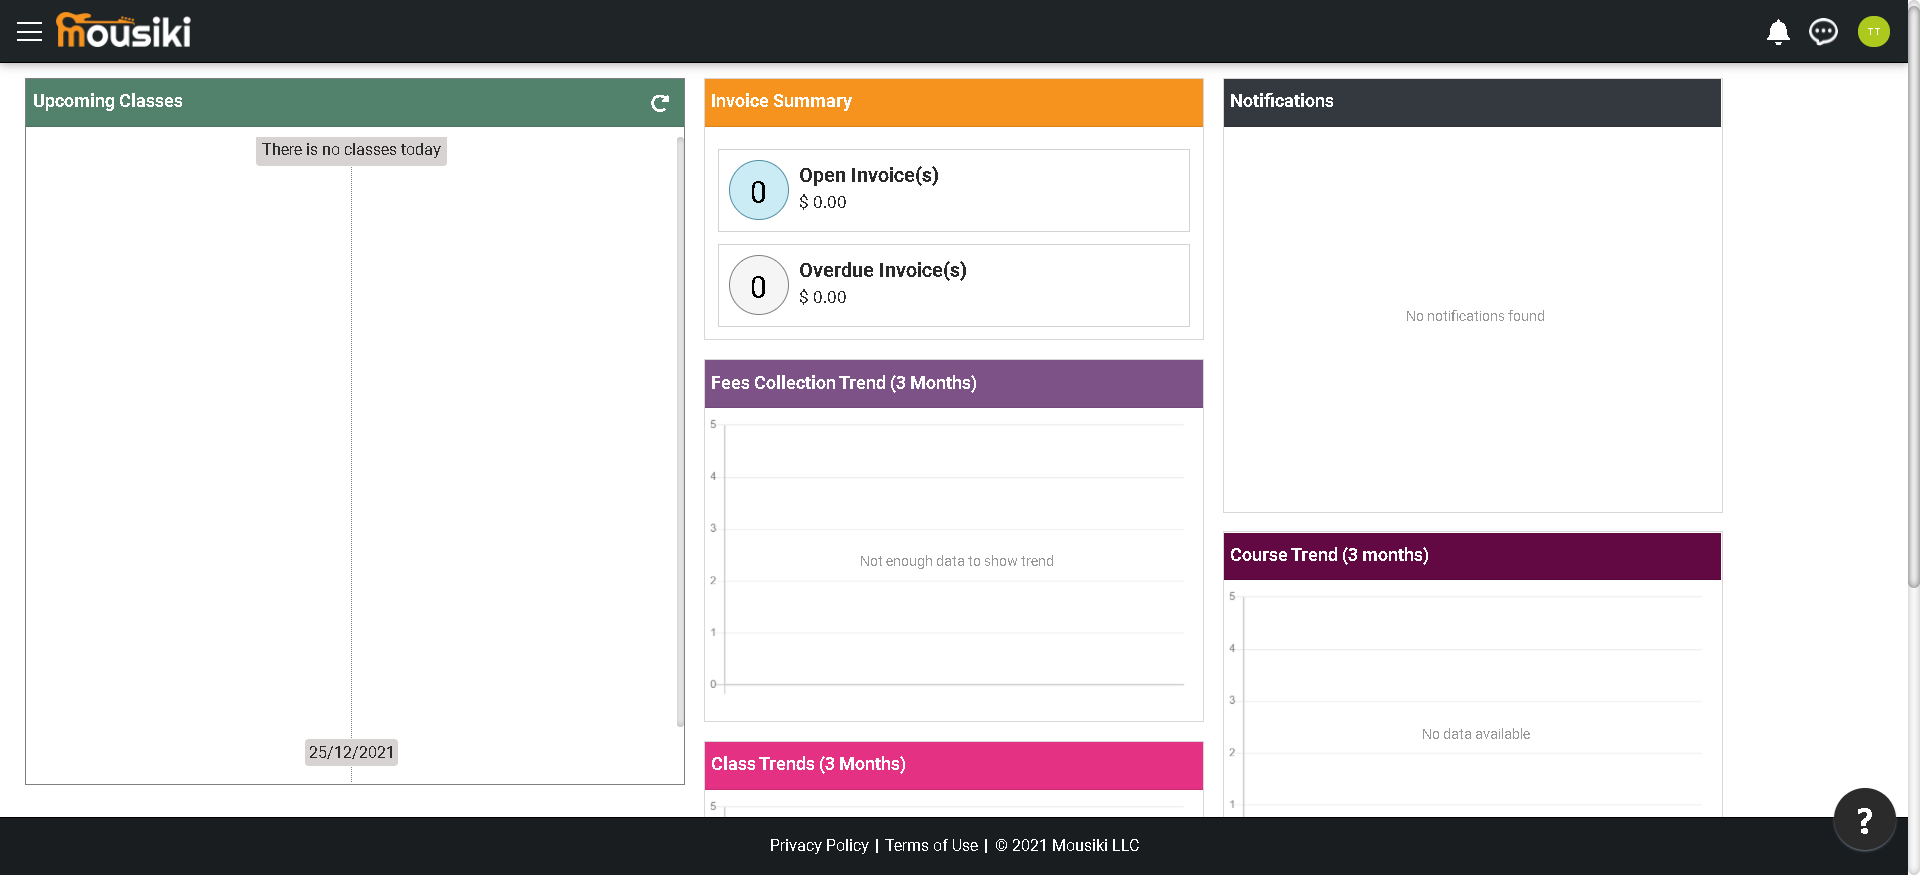 mousiki
TT
Upcoming Classes
There is no classes today
25/12/2021
Invoice Summary
0
Open Invoice(s)
$ 0.00
0
Overdue Invoice(s)
$ 0.00
Fees Collection Trend (3 Months)
5
4
3
Not enough data to show trend
2
1
0
Class Trends (3 Months)
5
Notifications
No notifications found
Course Trend (3 months)
5
4
3
No data available
2
1
?
Privacy Policy | Terms of Use | © 2021 Mousiki LLC